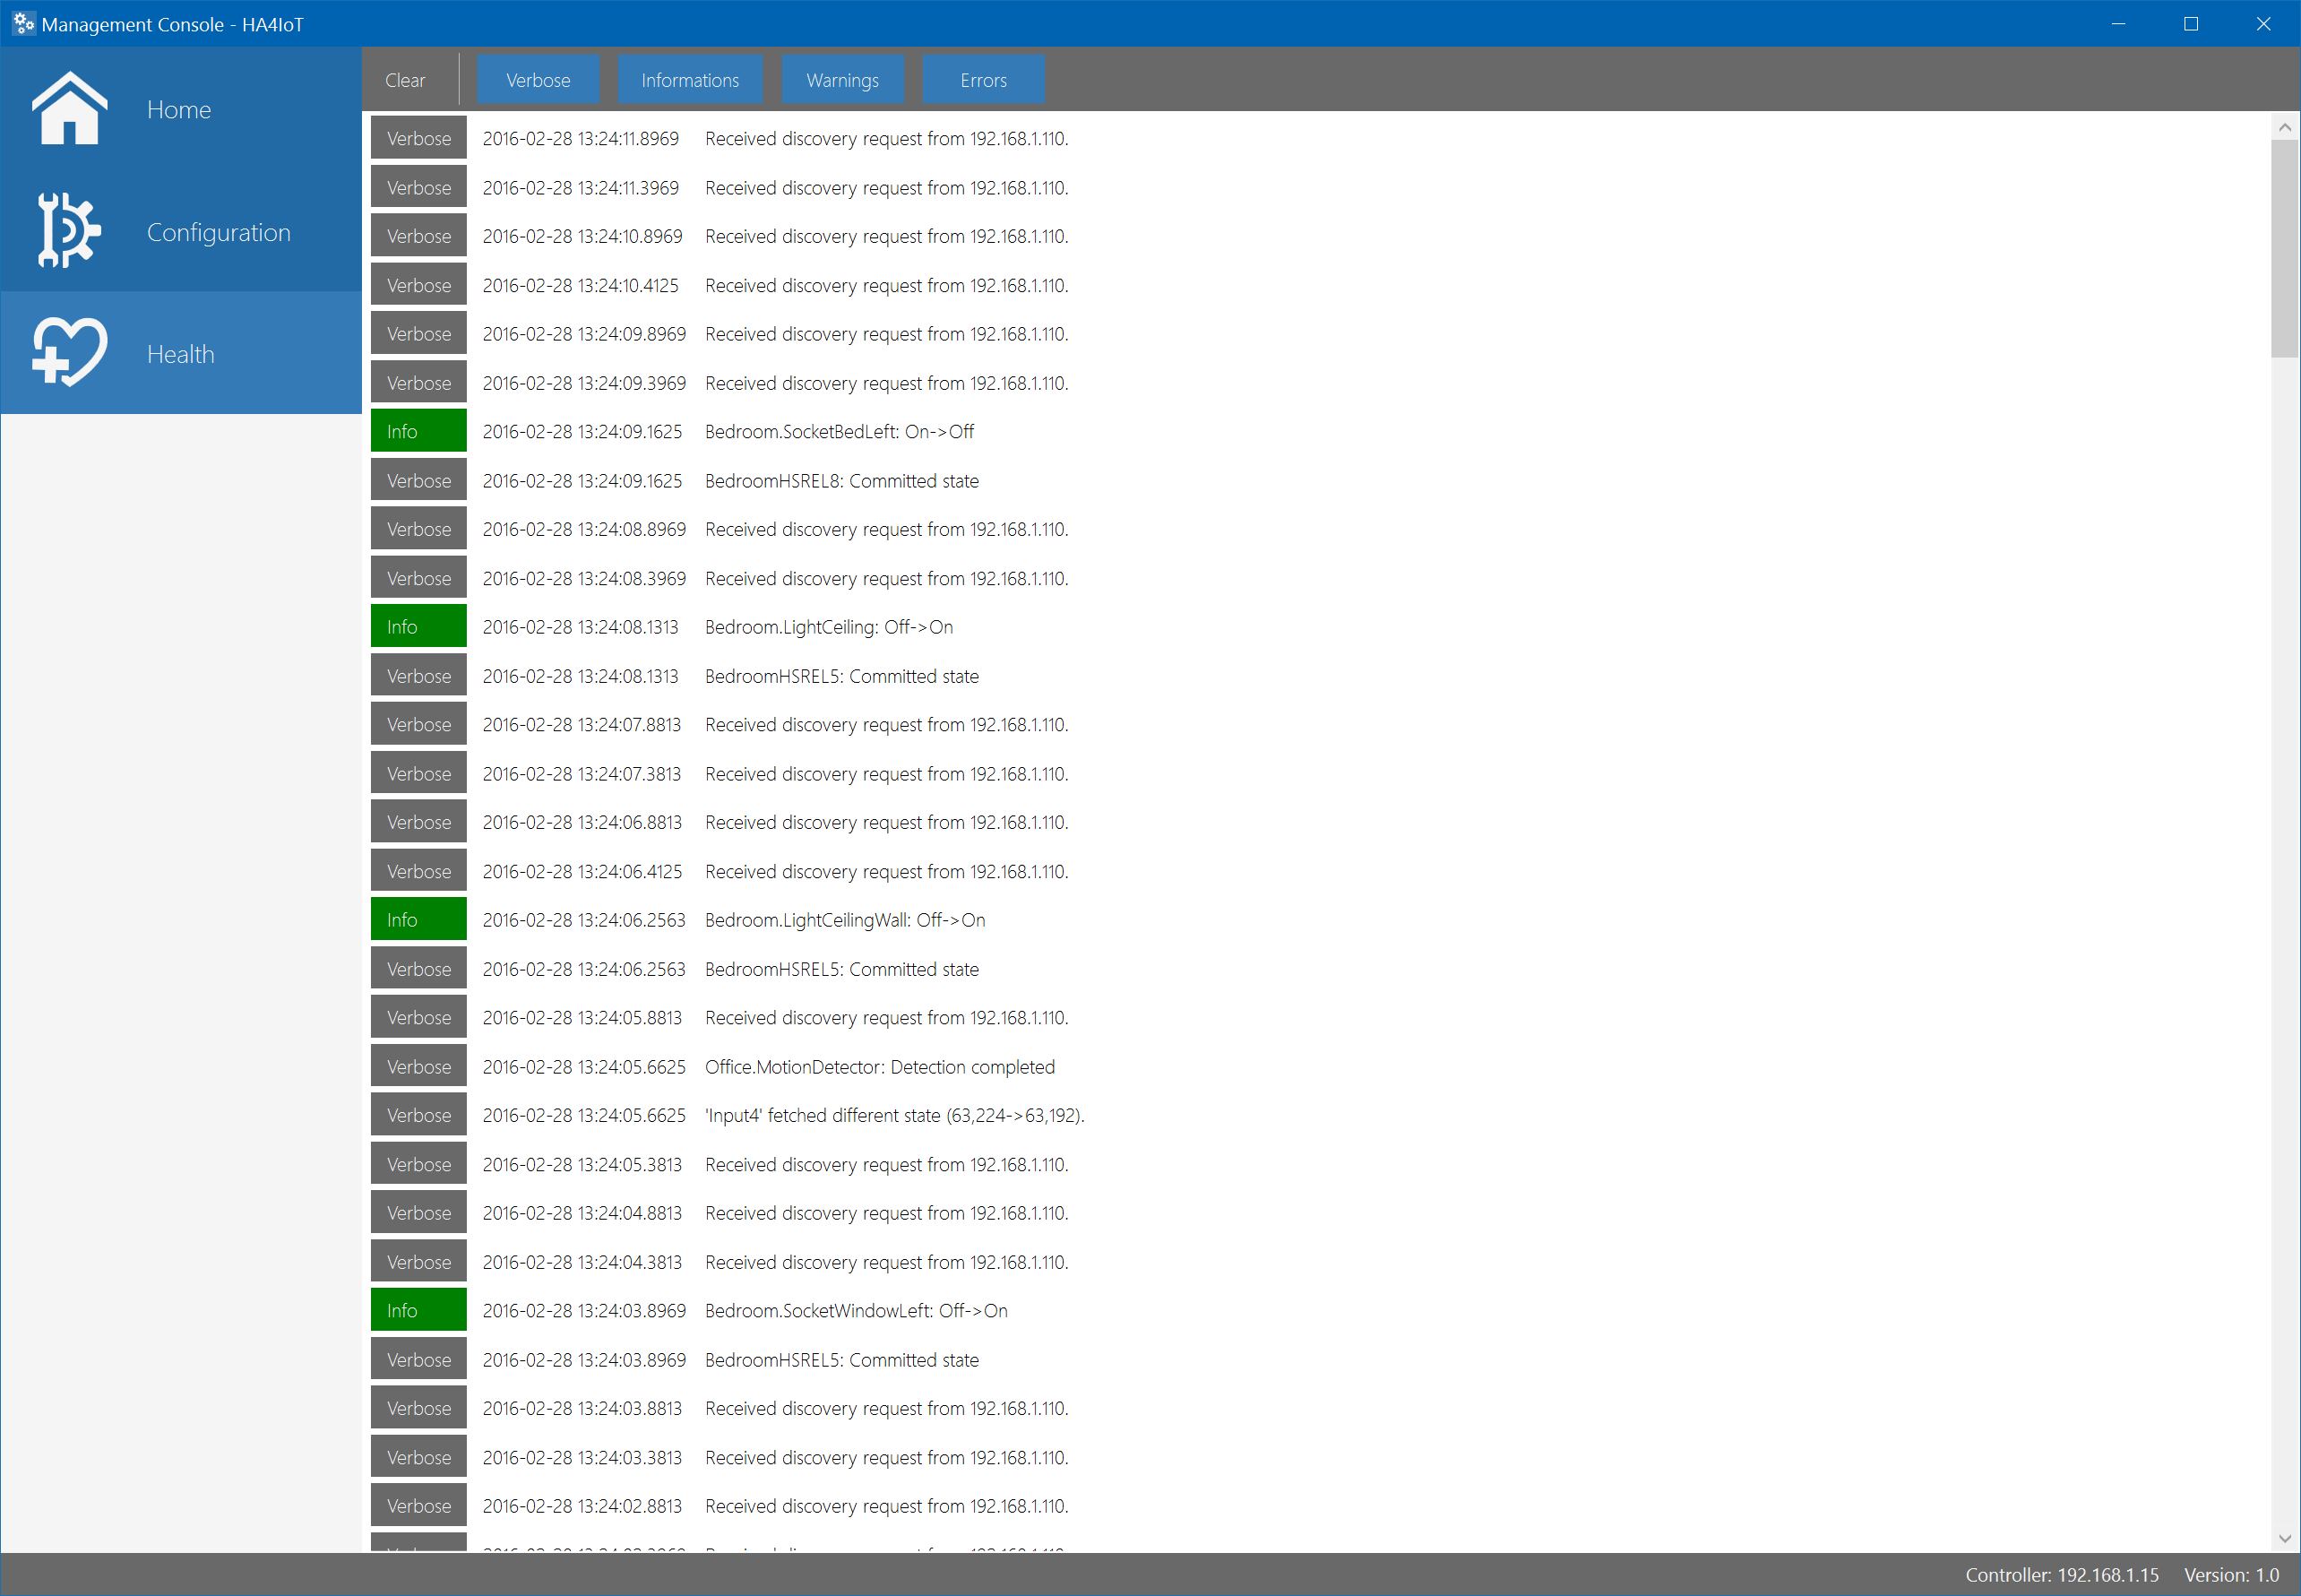 Management Console - HA4IoT
Home
Configuration
Health
Clear Verbose Informations Warnings Errors
Verbose 2016-02-28 13:24:11.8969 Received discovery request from 192.168.1.110.
Verbose 2016-02-28 13:24:11.3969 Received discovery request from 192.168.1.110.
Verbose 2016-02-28 13:24:10.8969 Received discovery request from 192.168.1.110.
Verbose 2016-02-28 13:24:10.4125 Received discovery request from 192.168.1.110.
Verbose 2016-02-28 13:24:09.8969 Received discovery request from 192.168.1.110.
Verbose 2016-02-28 13:24:09.3969 Received discovery request from 192.168.1.110.
Info 2016-02-28 13:24:09.1625 Bedroom.SocketBedLeft: On->Off
Verbose 2016-02-28 13:24:09.1625 BedroomHSREL8: Committed state
Verbose 2016-02-28 13:24:08.8969 Received discovery request from 192.168.1.110.
Verbose 2016-02-28 13:24:08.3969 Received discovery request from 192.168.1.110.
Info 2016-02-28 13:24:08.1313 Bedroom.LightCeiling: Off->On
Verbose 2016-02-28 13:24:08.1313 BedroomHSREL5: Committed state
Verbose 2016-02-28 13:24:07.8813 Received discovery request from 192.168.1.110.
Verbose 2016-02-28 13:24:07.3813 Received discovery request from 192.168.1.110.
Verbose 2016-02-28 13:24:06.8813 Received discovery request from 192.168.1.110.
Verbose 2016-02-28 13:24:06.4125 Received discovery request from 192.168.1.110.
Info 2016-02-28 13:24:06.2563 Bedroom.LightCeilingWall: Off->On
Verbose 2016-02-28 13:24:06.2563 BedroomHSREL5: Committed state
Verbose 2016-02-28 13:24:05.8813 Received discovery request from 192.168.1.110.
Verbose 2016-02-28 13:24:05.6625 Office.MotionDetector: Detection completed
Verbose 2016-02-28 13:24:05.6625 'Input4' fetched different state (63,224->63,192).
Verbose 2016-02-28 13:24:05.3813 Received discovery request from 192.168.1.110.
Verbose 2016-02-28 13:24:04.8813 Received discovery request from 192.168.1.110.
Verbose 2016-02-28 13:24:04.3813 Received discovery request from 192.168.1.110.
Info 2016-02-28 13:24:03.8969 Bedroom.SocketWindowLeft: Off->On
Verbose 2016-02-28 13:24:03.8969 BedroomHSREL5: Committed state
Verbose 2016-02-28 13:24:03.8813 Received discovery request from 192.168.1.110.
Verbose 2016-02-28 13:24:03.3813 Received discovery request from 192.168.1.110.
Verbose 2016-02-28 13:24:02.8813 Received discovery request from 192.168.1.110.
Controller: 192.168.1.15 Version: 1.0